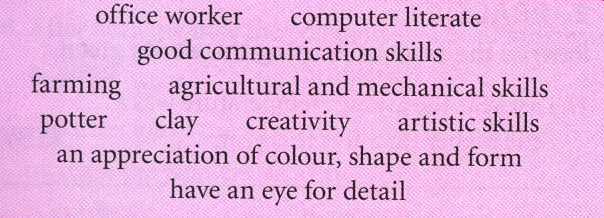 office worker computer literate
good communication skills
farming agricultural and mechanical skills
potter clay creativity artistic skills
an appreciation of colour, shape and form
have an eye for detail